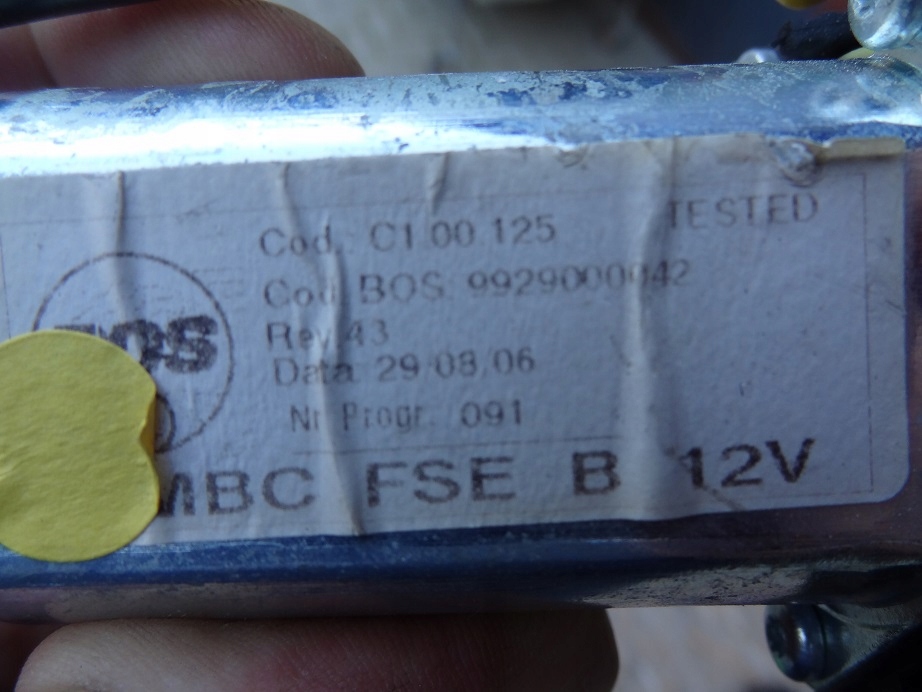 Cod. C1.00.125
TESTED
Cod BOS 9929000042
Rev 43
Data 29/08/06
Nr Progr. 091
MBC FSE B 12V